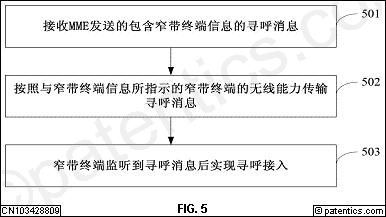 501
接收MME发送的包含窄带终端信息的寻呼消息
502
按照与窄带终端信息所指示的窄带终端的无线能力传输
寻呼消息
503
窄带终端监听到寻呼消息后实现寻呼接入
©patentics.com
CN103428809
FIG. 5
© patentics.com